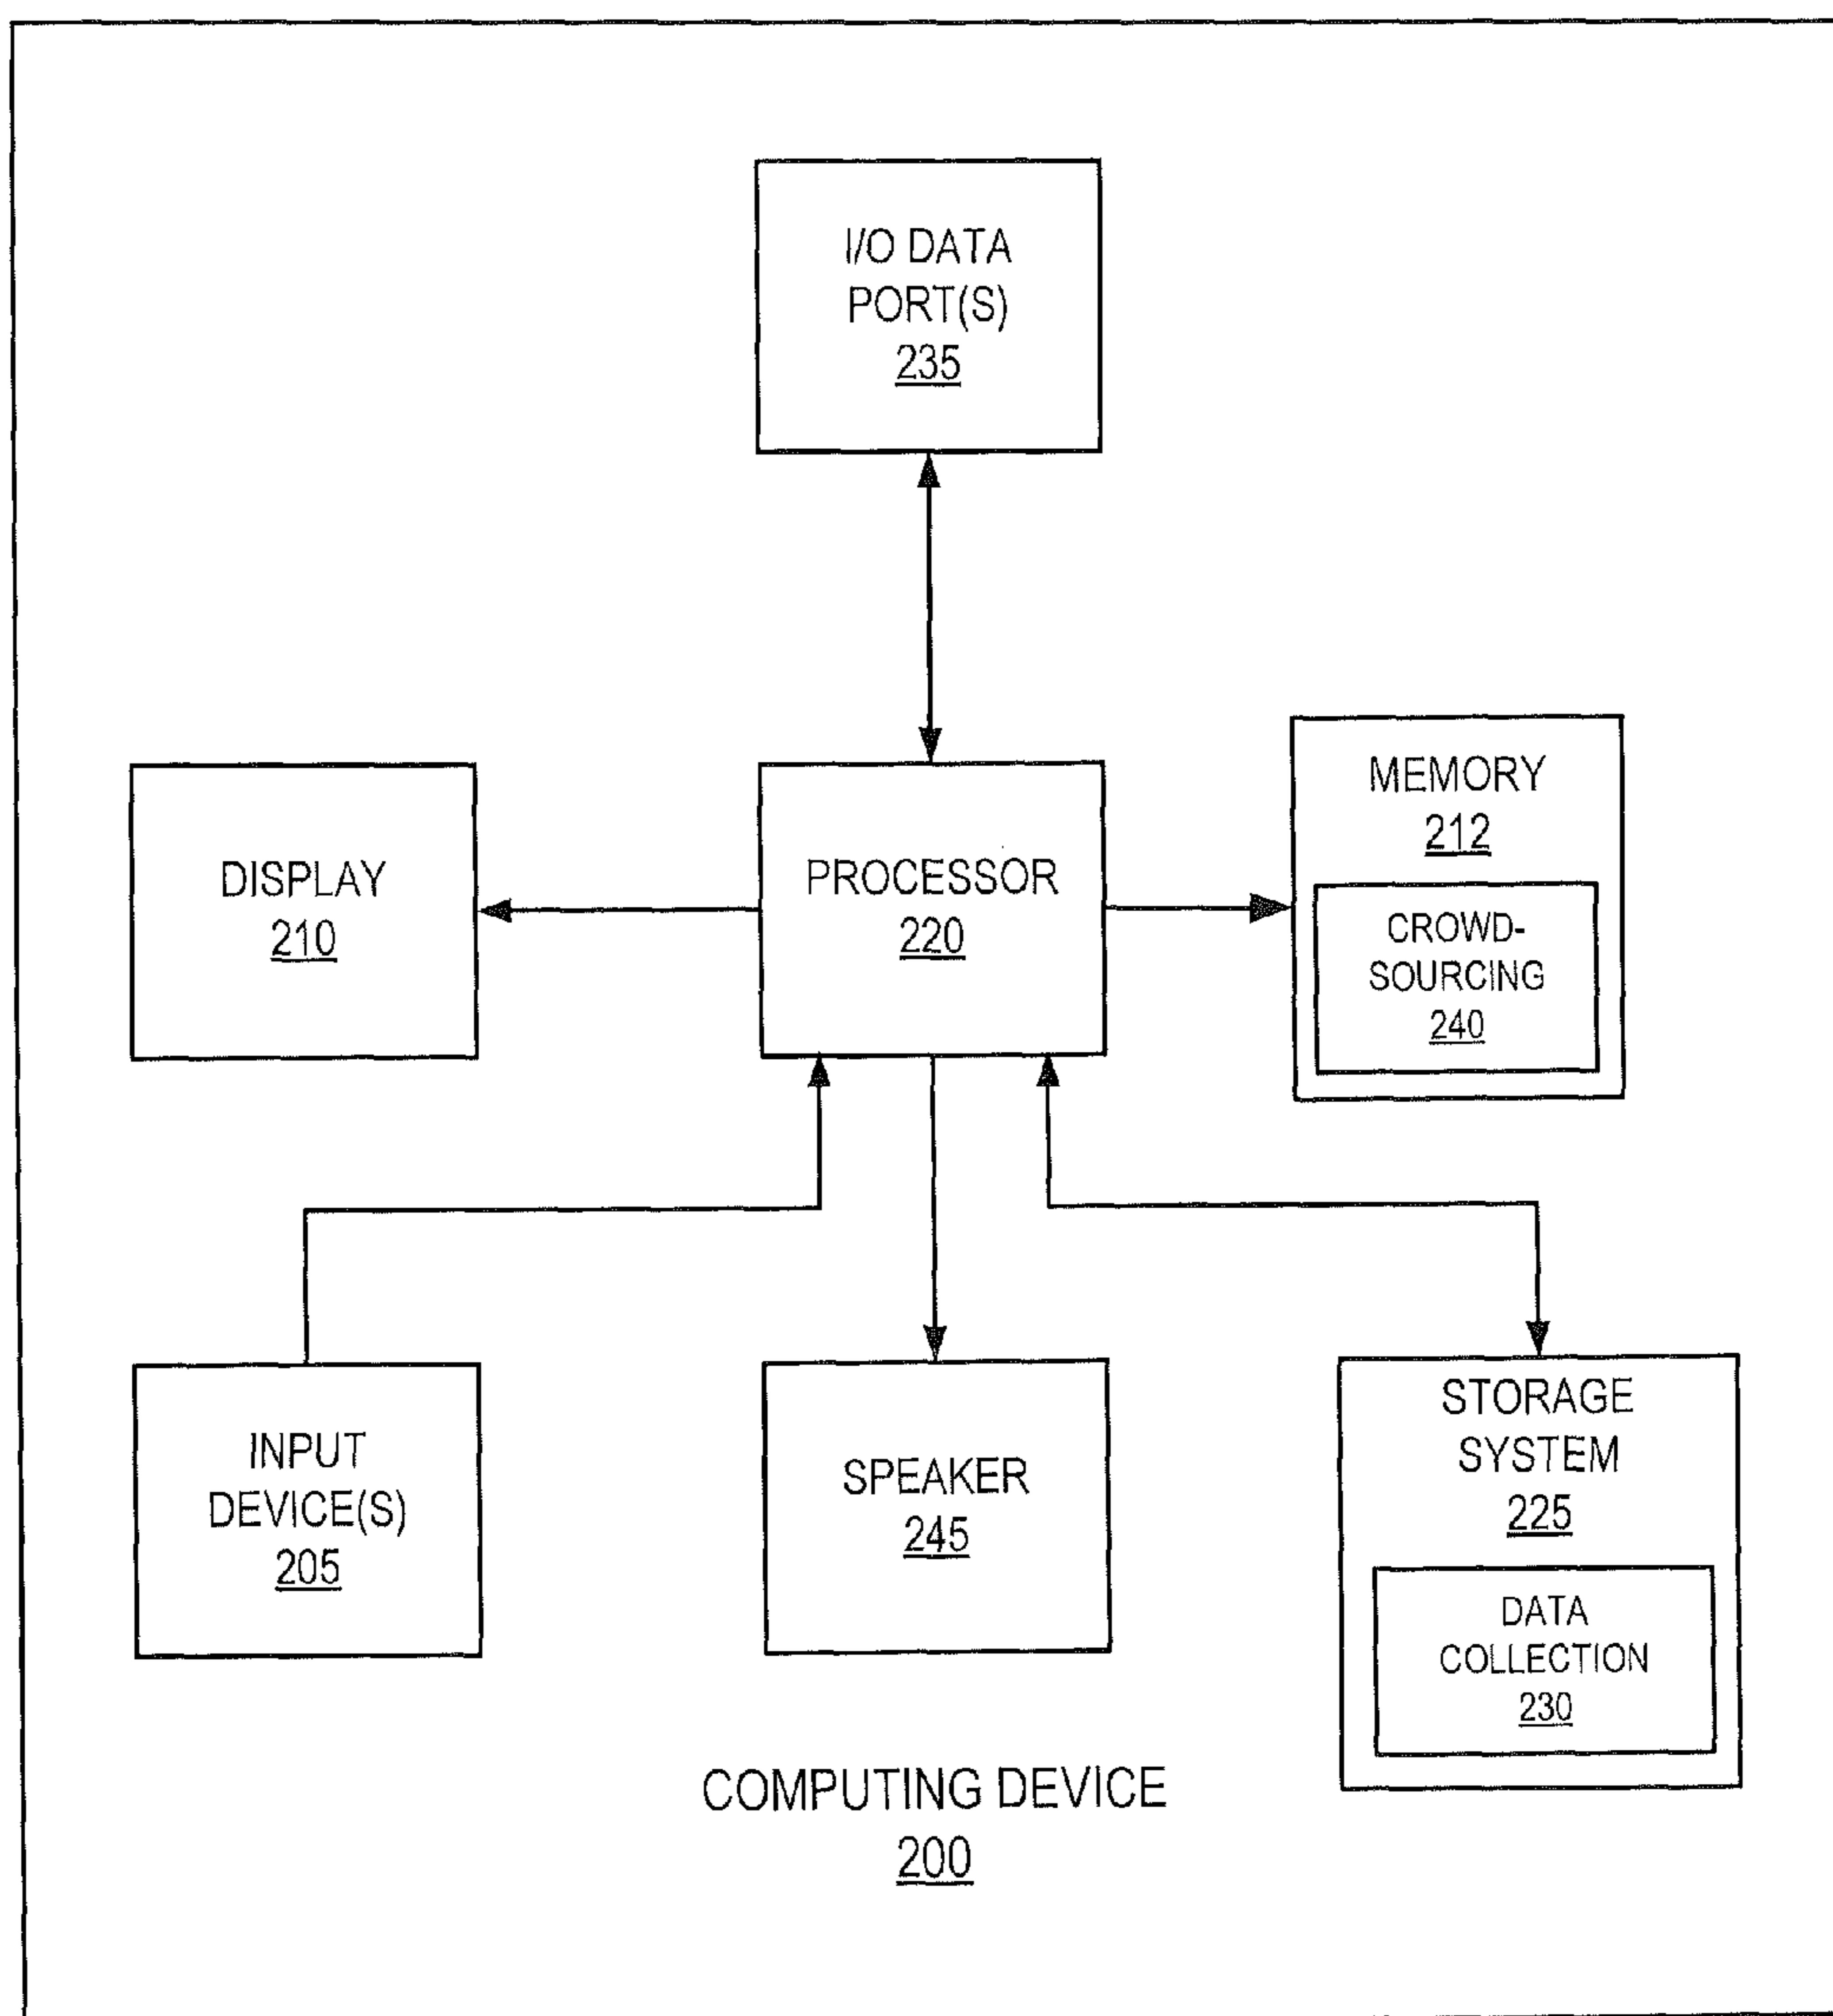 I/O DATA
PORT(S)
235
DISPLAY
210
PROCESSOR
220
MEMORY
212
CROWD-
SOURCING
240
INPUT
DEVICE(S)
205
SPEAKER
245
STORAGE
SYSTEM
225
DATA
COLLECTION
230
COMPUTING DEVICE
200